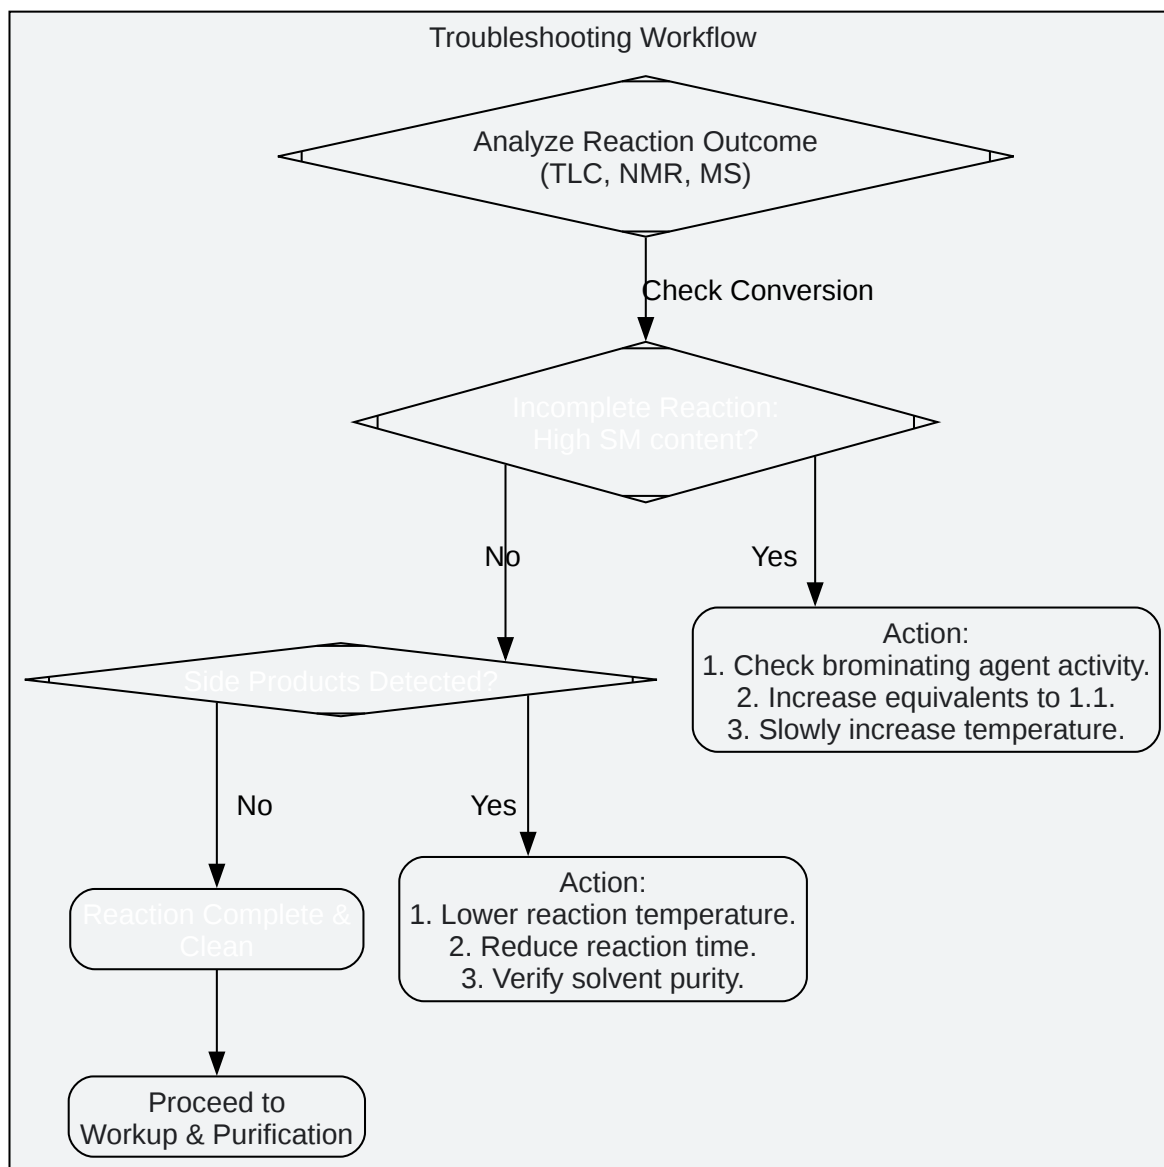 Troubleshooting Workflow
Analyze Reaction Outcome
(TLC, NMR, MS)
Check Conversion
Incomplete Reaction:
High SM content?
No
Yes
Action:
1. Check brominating agent activity.
2. Increase equivalents to 1.1.
3. Slowly increase temperature.
Side Products Detected?
No
Yes
Action:
1. Lower reaction temperature.
2. Reduce reaction time.
3. Verify solvent purity.
Reaction Complete &
Clean
Proceed to
Workup & Purification